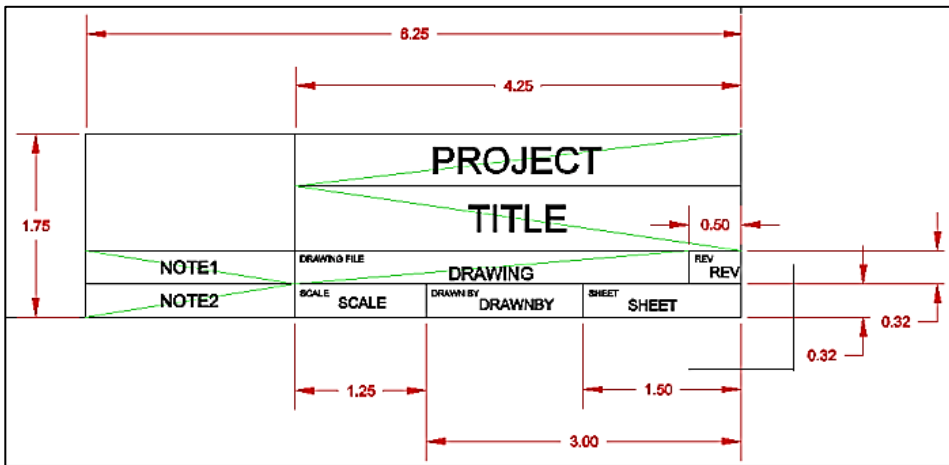 6.25
4.25
PROJECT
1.75
TITLE
0.50
NOTE1
DRAWING FILE
DRAWING
REV
REV
NOTE2
SCALE
SCALE
DRAWN BY
DRAWNBY
SHEET
SHEET
0.32
0.32
1.25
1.50
3.00